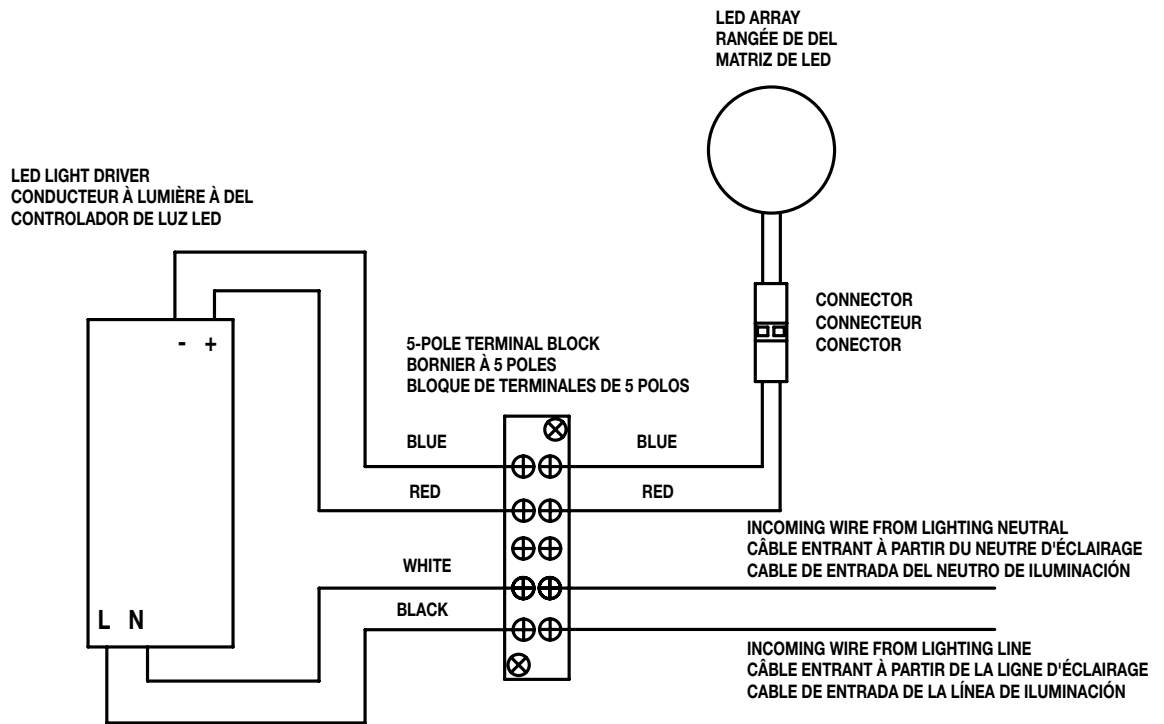 LED ARRAY
RANGÉE DE DEL
MATRIZ DE LED
LED LIGHT DRIVER
CONDUCTEUR À LUMIÈRE À DEL
CONTROLADOR DE LUZ LED
CONNECTOR
CONNECTEUR
CONECTOR
- +
5-POLE TERMINAL BLOCK
BORNIER À 5 POLES
BLOQUE DE TERMINALES DE 5 POLOS
BLUE
BLUE
RED
RED
INCOMING WIRE FROM LIGHTING NEUTRAL
CÂBLE ENTRANT À PARTIR DU NEUTRE D'ÉCLAIRAGE
CABLE DE ENTRADA DEL NEUTRO DE ILUMINACIÓN
WHITE
BLACK
L N
INCOMING WIRE FROM LIGHTING LINE
CÂBLE ENTRANT À PARTIR DE LA LIGNE D'ÉCLAIRAGE
CABLE DE ENTRADA DE LA LÍNEA DE ILUMINACIÓN